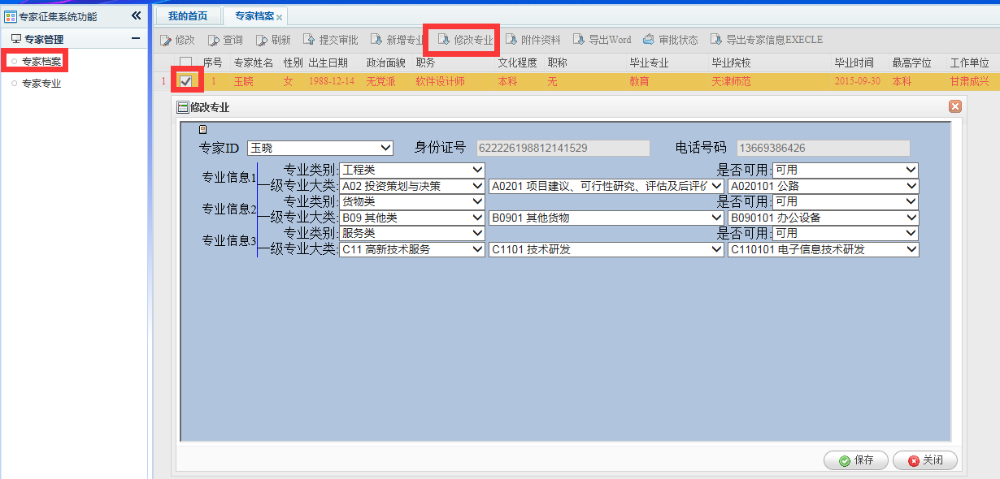 专家征集系统功能
专家管理
专家档案
专家专业
我的首页 专家档案
修改 查询 刷新 提交审批 新增专业 修改专业 附件资料 导出Word 审批状态 导出专家信息EXECLE
序号 专家姓名 性别 出生日期 政治面貌 职务 文化程度 职称 毕业专业 毕业院校 毕业时间 最高学位 工作单位
1 1 玉晓 女 1988-12-14 无党派 软件设计师 本科 无 教育 天津师范 2015-09-30 本科 甘肃成兴
修改专业
专家ID 玉晓 身份证号 622226198812141529 电话号码 13669386426
专业信息1 专业类别: 工程类 是否可用: 可用
一级专业大类: A02 投资策划与决策 A0201 项目建议、可行性研究、评估及后评价 A020101 公路
专业信息2 专业类别: 货物类 是否可用: 可用
一级专业大类: B09 其他类 B0901 其他货物 B090101 办公设备
专业信息3 专业类别: 服务类 是否可用: 可用
一级专业大类: C11 高新技术服务 C1101 技术研发 C110101 电子信息技术研发
保存 关闭